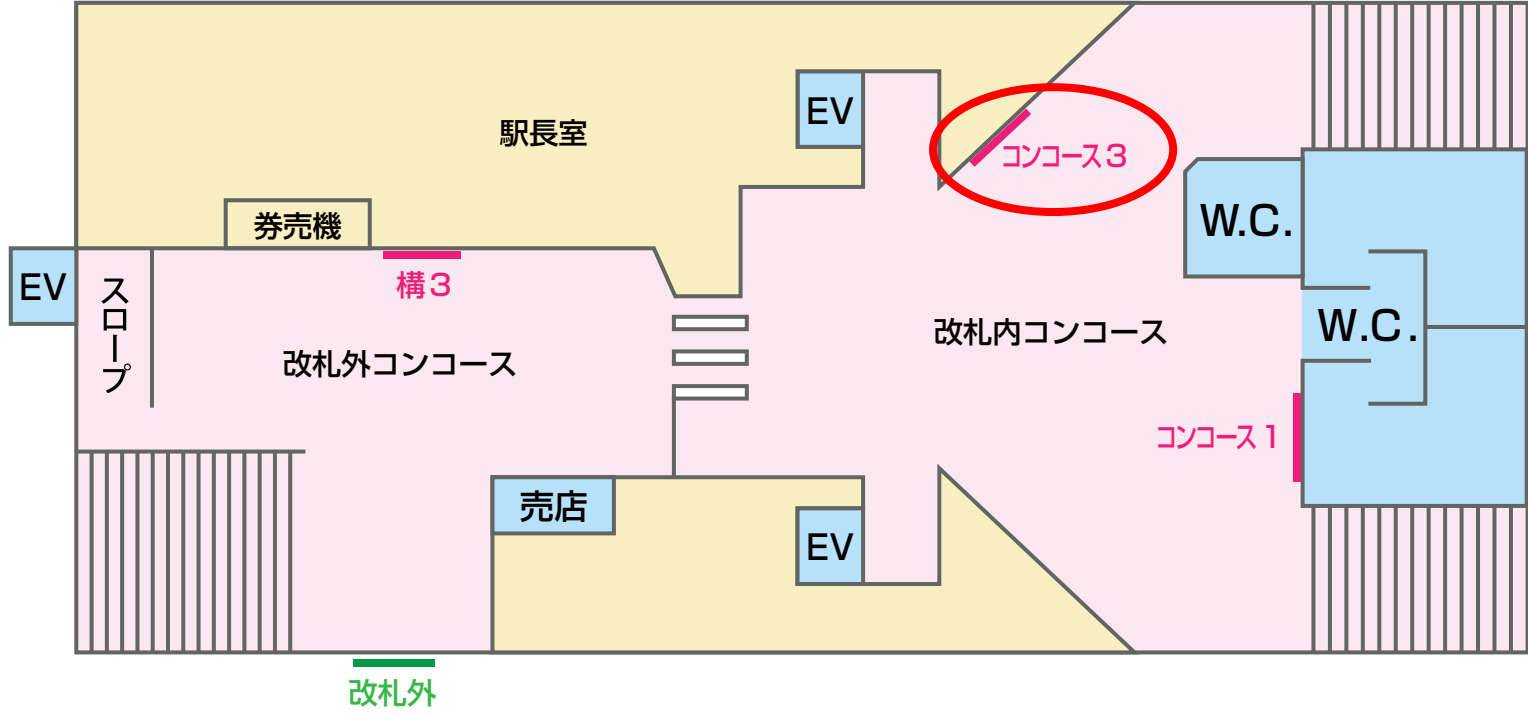 EV
駅長室
コンコース3
券売機
W.C.
EV
スロープ
構3
W.C.
改札内コンコース
改札外コンコース
コンコース1
売店
EV
改札外